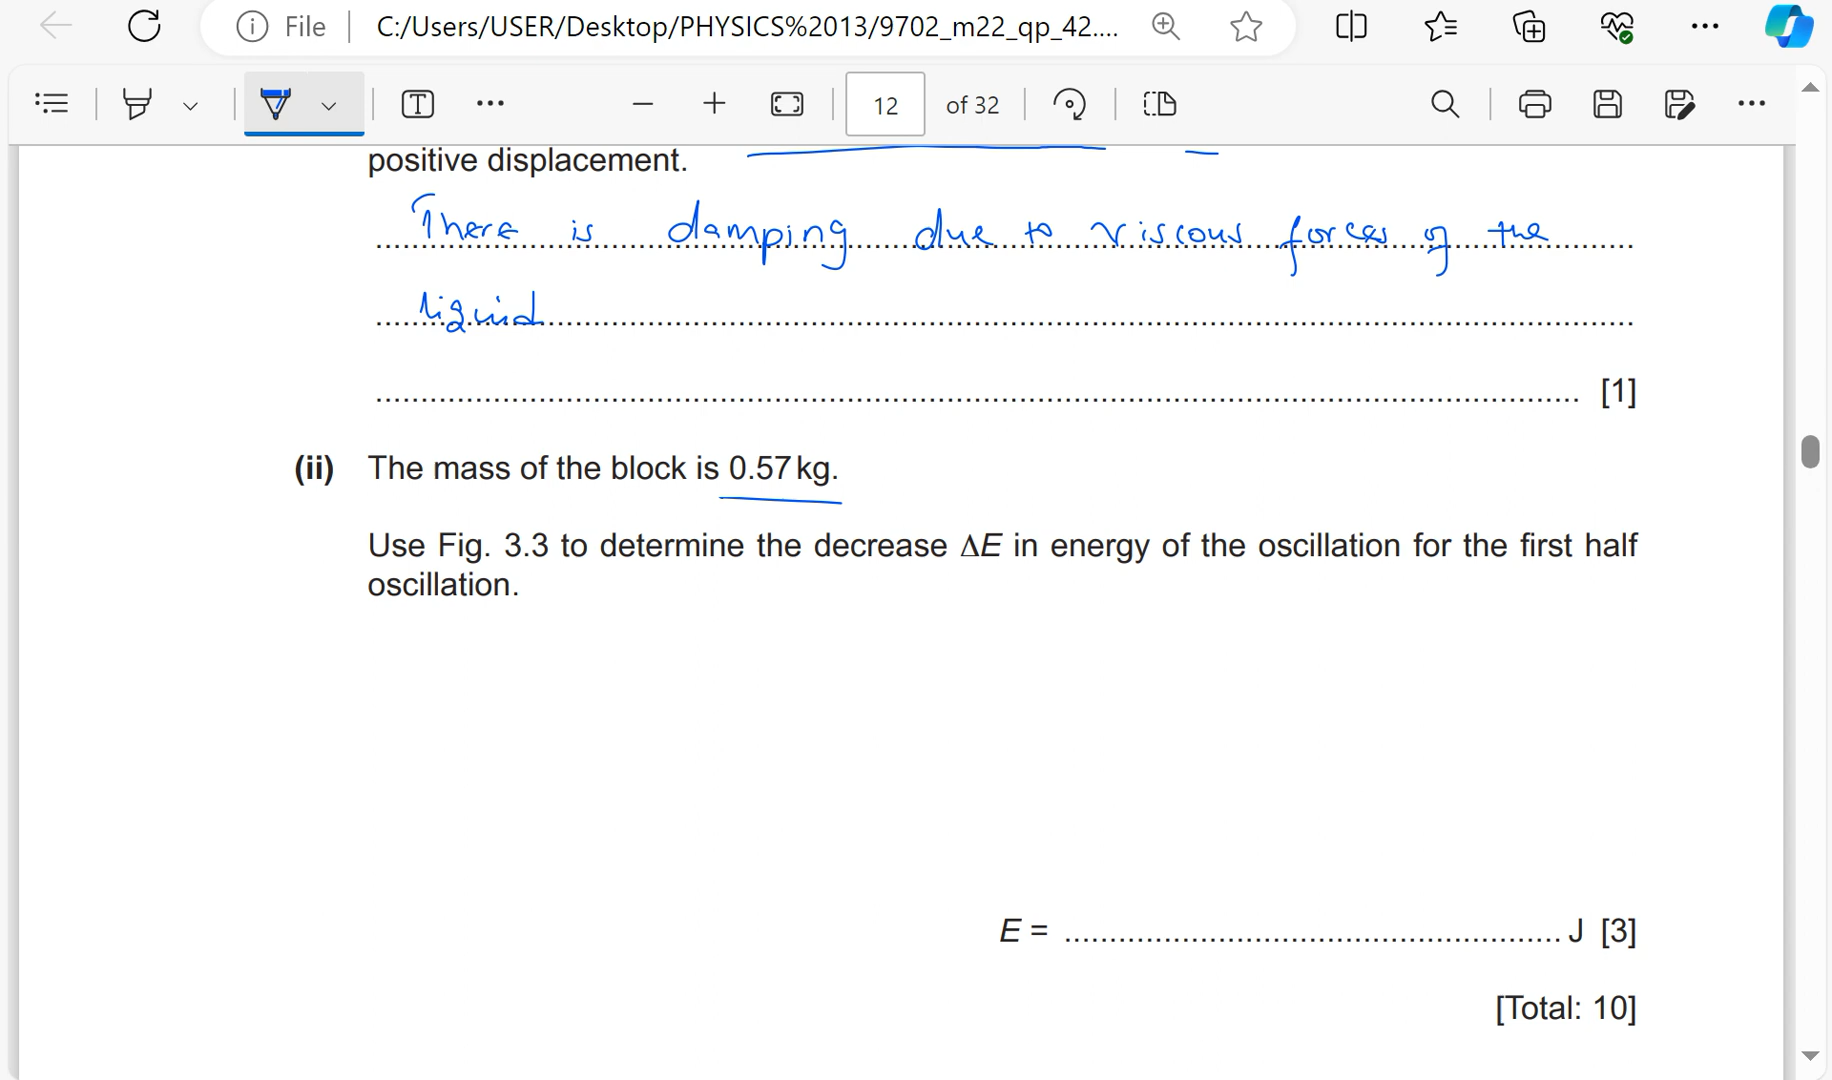 File C:/Users/USER/Desktop/PHYSICS%2013/9702_m22_qp_42....
12 of 32
positive displacement.
There is damping due to viscous forces of the
liquid
[1]
(ii) The mass of the block is 0.57 kg.
Use Fig. 3.3 to determine the decrease ΔE in energy of the oscillation for the first half
oscillation.
E = ........................................................ J [3]
[Total: 10]